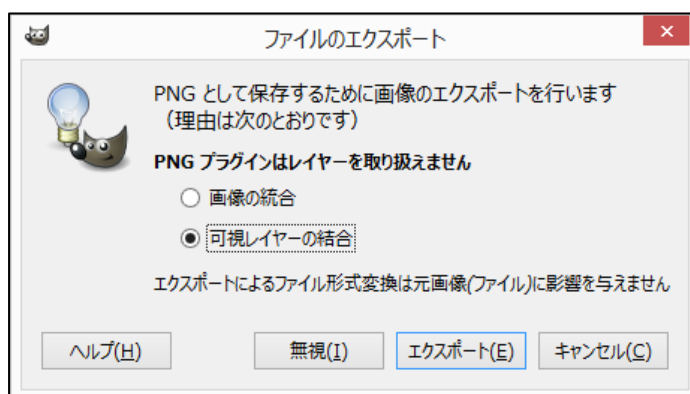 ファイルのエクスポート
PNG として保存するために画像のエクスポートを行います
（理由は次のとおりです）
PNG プラグインはレイヤーを取り扱えません
画像の統合
可視レイヤーの結合
エクスポートによるファイル形式変換は元画像(ファイル)に影響を与えません
ヘルプ(H) 無視(I) エクスポート(E) キャンセル(C)